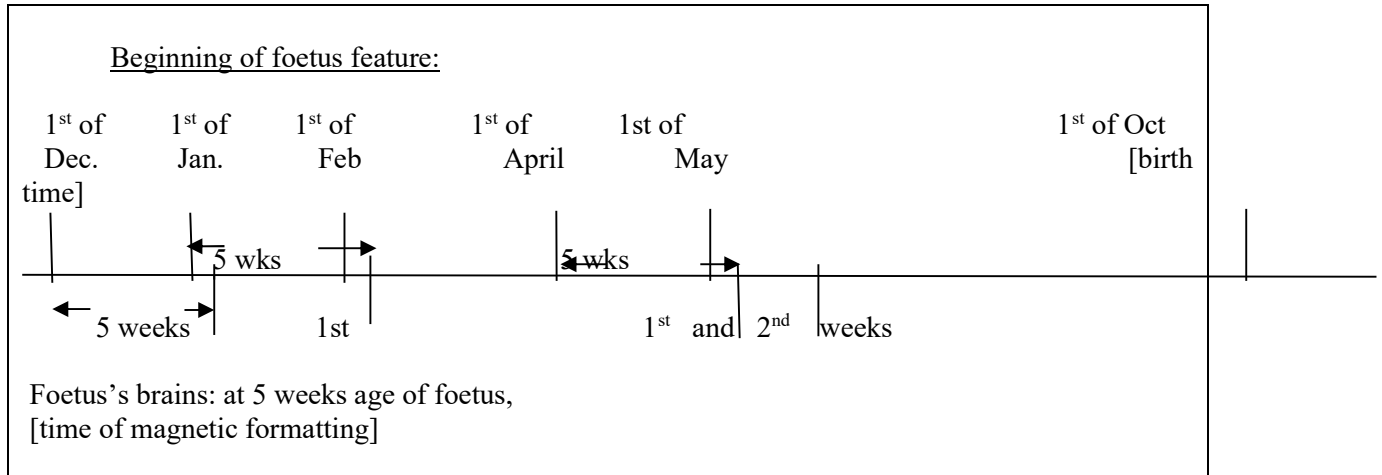 Beginning of foetus feature:
1st of 1st of 1st of 1st of 1st of 1st of Oct
Dec. Jan. Feb April May [birth
time]
5 wks 5 wks
5 weeks 1st 1st and 2nd weeks
Foetus’s brains: at 5 weeks age of foetus,
[time of magnetic formatting]